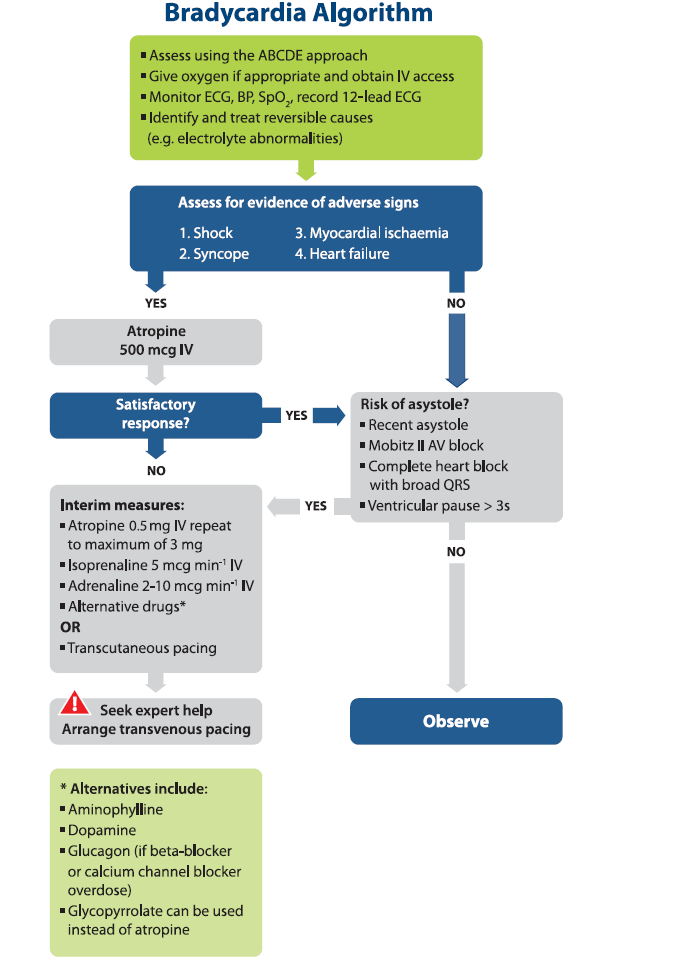 Bradycardia Algorithm
▪ Assess using the ABCDE approach
▪ Give oxygen if appropriate and obtain IV access
▪ Monitor ECG, BP, SpO₂, record 12-lead ECG
▪ Identify and treat reversible causes
(e.g. electrolyte abnormalities)
Assess for evidence of adverse signs
1. Shock
2. Syncope
3. Myocardial ischaemia
4. Heart failure
YES
NO
Atropine
500 mcg IV
Satisfactory
response?
YES
NO
Risk of asystole?
▪ Recent asystole
▪ Mobitz II AV block
▪ Complete heart block
with broad QRS
▪ Ventricular pause > 3s
YES
NO
Interim measures:
▪ Atropine 0.5 mg IV repeat
to maximum of 3 mg
▪ Isoprenaline 5 mcg min⁻¹ IV
▪ Adrenaline 2-10 mcg min⁻¹ IV
▪ Alternative drugs*
OR
▪ Transcutaneous pacing
!
Seek expert help
Arrange transvenous pacing
Observe
* Alternatives include:
▪ Aminophylline
▪ Dopamine
▪ Glucagon (if beta-blocker
or calcium channel blocker
overdose)
▪ Glycopyrrolate can be used
instead of atropine